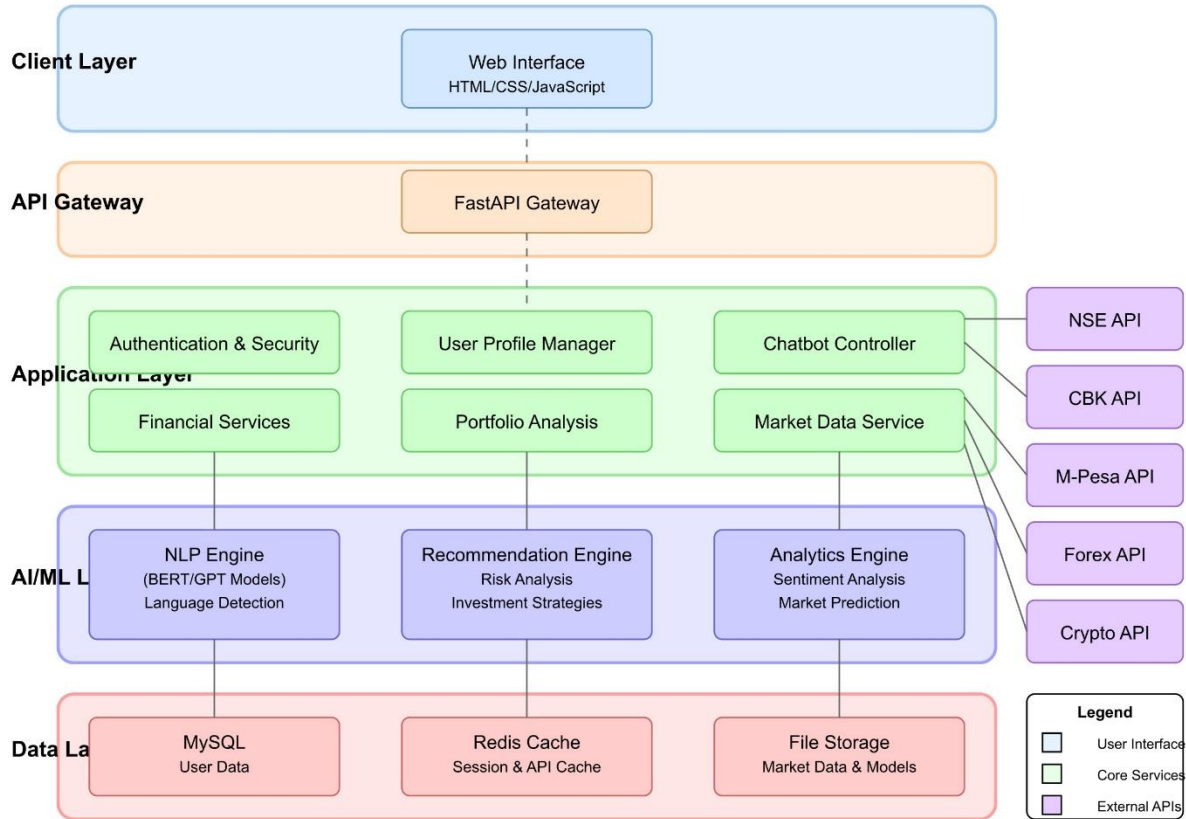 Client Layer
Web Interface
HTML/CSS/JavaScript
API Gateway
FastAPI Gateway
Application Layer
Authentication & Security
User Profile Manager
Chatbot Controller
Financial Services
Portfolio Analysis
Market Data Service
NSE API
CBK API
M-Pesa API
Forex API
Crypto API
AI/ML L
NLP Engine
(BERT/GPT Models)
Language Detection
Recommendation Engine
Risk Analysis
Investment Strategies
Analytics Engine
Sentiment Analysis
Market Prediction
Data La
MySQL
User Data
Redis Cache
Session & API Cache
File Storage
Market Data & Models
Legend
User Interface
Core Services
External APIs